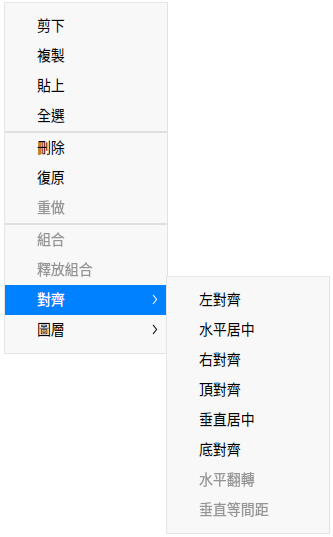 剪下
複製
貼上
全選
刪除
復原
重做
組合
釋放組合
對齊
圖層
左對齊
水平居中
右對齊
頂對齊
垂直居中
底對齊
水平翻轉
垂直等間距